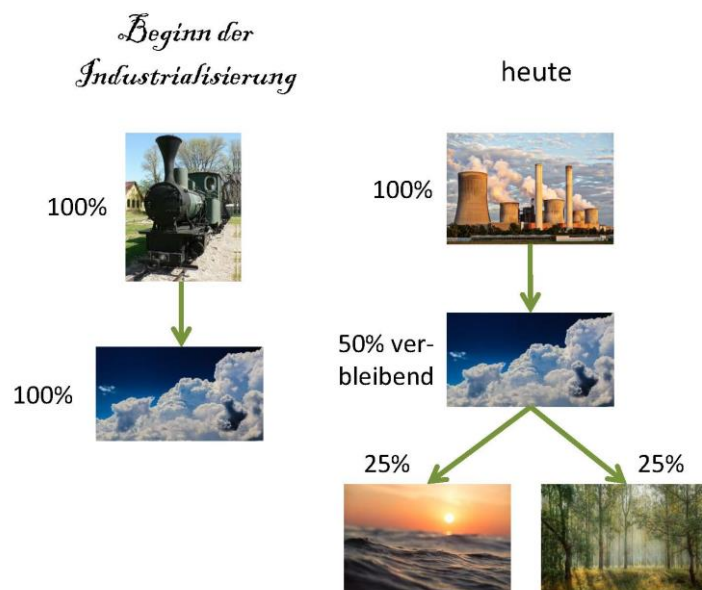 Beginn der
Industrialisierung
heute
100%
100%
100%
50% ver-
bleibend
25%
25%